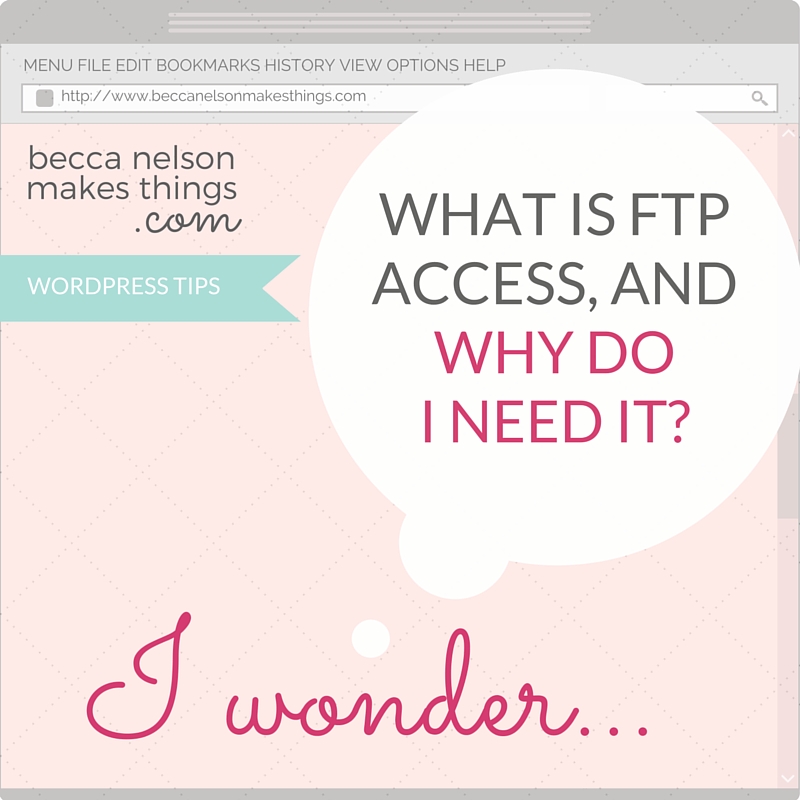 MENU FILE EDIT BOOKMARKS HISTORY VIEW OPTIONS HELP
http://www.beccanelsonmakesthings.com
becca nelson
makes things
.com
WORDPRESS TIPS
WHAT IS FTP
ACCESS, AND
WHY DO
I NEED IT?
I wonder...